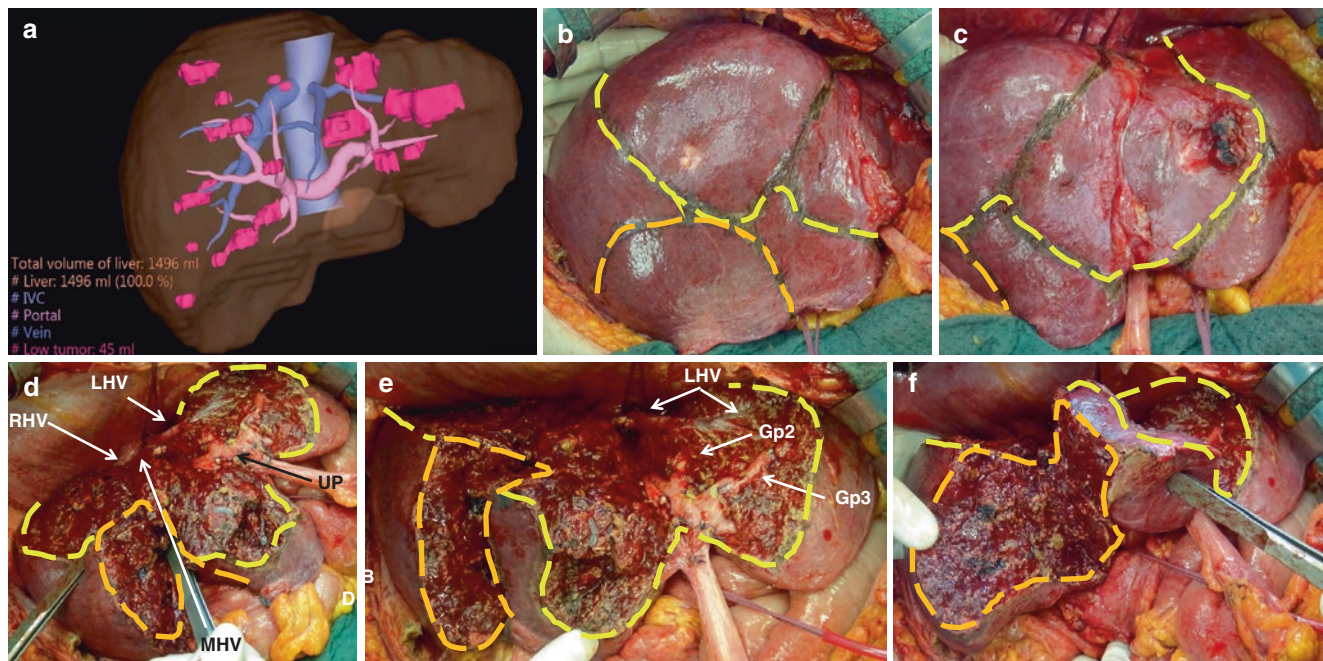 a
Total volume of liver: 1496 ml
# Liver: 1496 ml (100.0 %)
# IVC
# Portal
# Vein
# Low tumor: 45 ml
b
c
d
LHV
RHV
UP
MHV
D
e
LHV
Gp2
Gp3
B
f